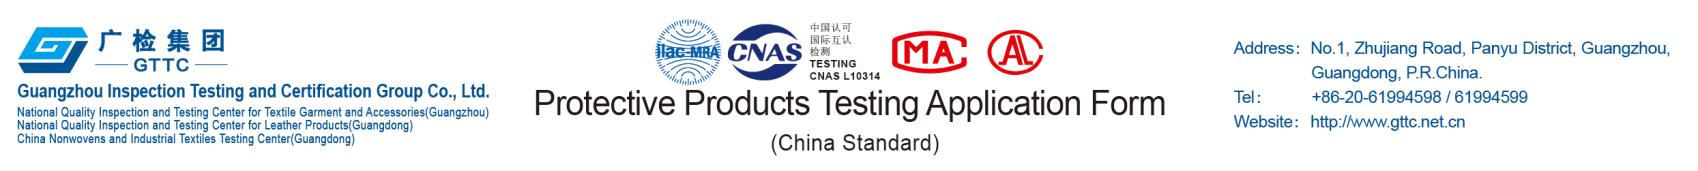 广检集团
GTTC
Guangzhou Inspection Testing and Certification Group Co., Ltd.
National Quality Inspection and Testing Center for Textile Garment and Accessories(Guangzhou)
National Quality Inspection and Testing Center for Leather Products(Guangdong)
China Nonwovens and Industrial Textiles Testing Center(Guangdong)
ilac-MRA
CNAS
中国认可
国际互认
检测
TESTING
CNAS L10314
MA
AL
Protective Products Testing Application Form
(China Standard)
Address: No.1, Zhujiang Road, Panyu District, Guangzhou,
Guangdong, P.R.China.
Tel: +86-20-61994598 / 61994599
Website: http://www.gttc.net.cn